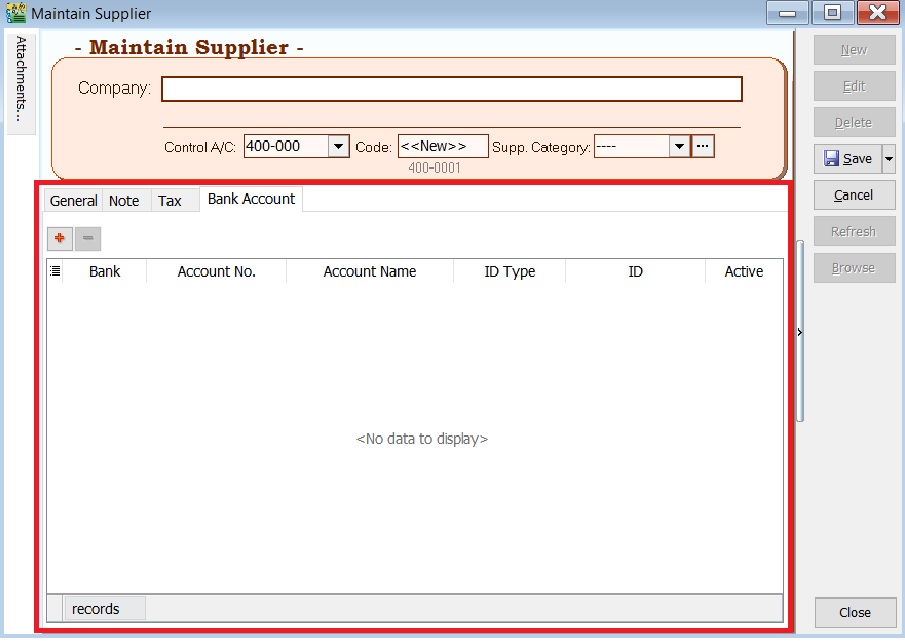 Maintain Supplier
Attachments...
- Maintain Supplier -
Company:
Control A/C: 400-000 Code: <<New>> Supp. Category: ---- ...
400-0001
General Note Tax Bank Account
+ −
Bank Account No. Account Name ID Type ID Active
<No data to display>
records
New
Edit
Delete
Save
Cancel
Refresh
Browse
Close